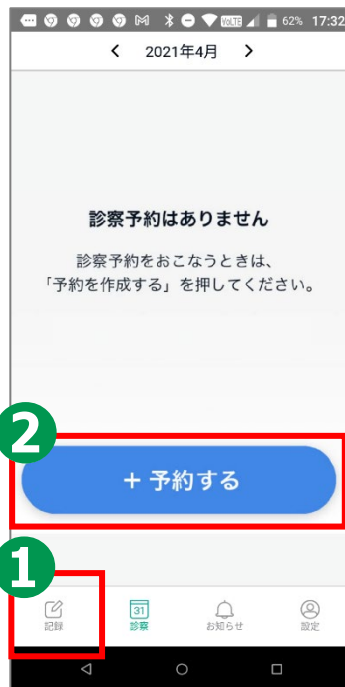 62% 17:32
2021年4月
診察予約はありません
診察予約をおこなうときは、
「予約を作成する」を押してください。
2
+ 予約する
1
31
記録 診察 お知らせ 設定